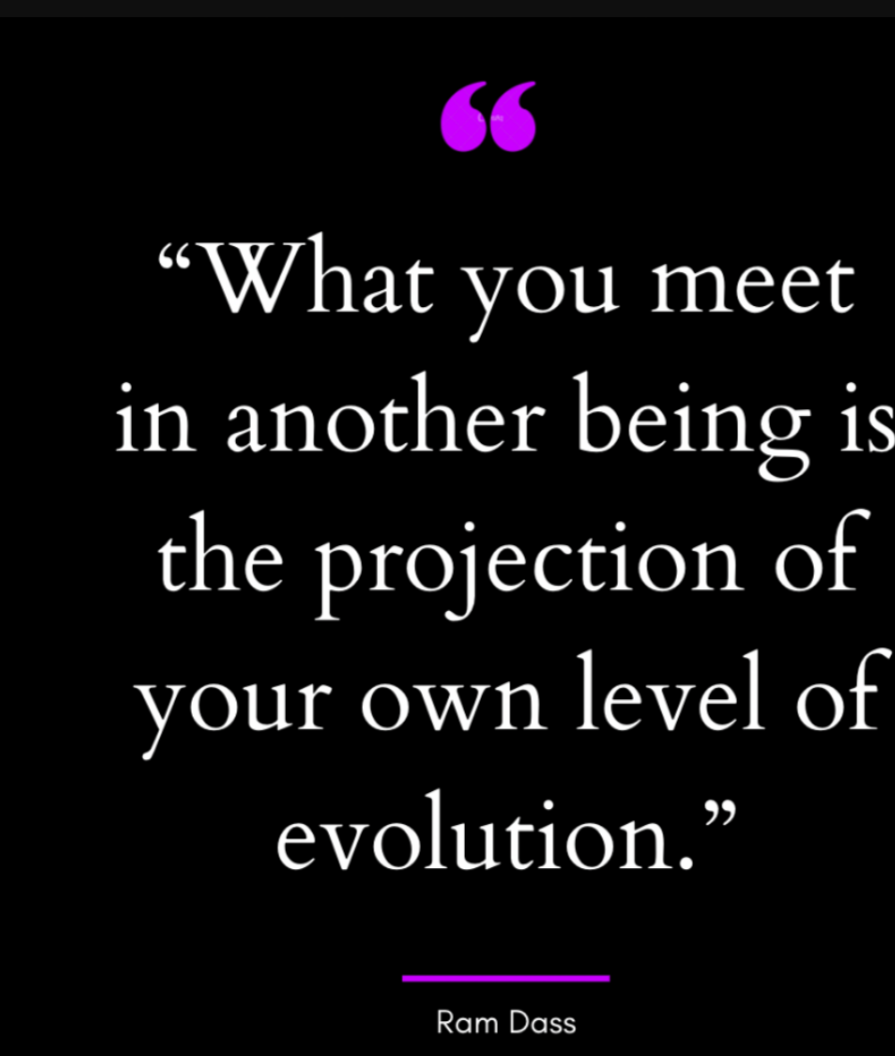 “What you meet
in another being is
the projection of
your own level of
evolution.”
Ram Dass